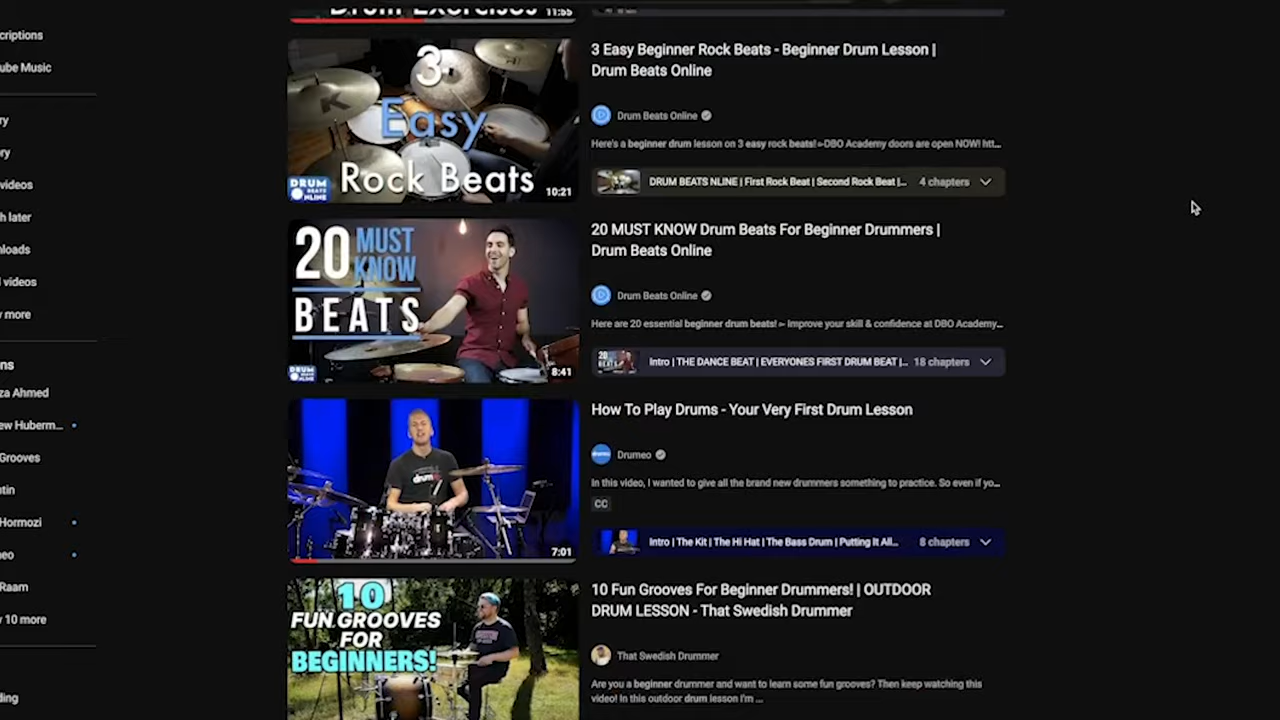 Drum Exercises
11:55
criptions
ube Music
ry
ry
videos
h later
loads
l videos
w more
ns
za Ahmed
ew Huberm...
Grooves
tin
Hormozi
eo
Raam
y 10 more
ding
3
Easy
Rock Beats
DRUM
BEATS
NLINE
10:21
3 Easy Beginner Rock Beats - Beginner Drum Lesson |
Drum Beats Online
Drum Beats Online
Here's a beginner drum lesson on 3 easy rock beats! ►DBO Academy doors are open NOW! htt...
DRUM BEATS NLINE | First Rock Beat | Second Rock Beat |... 4 chapters
20 MUST
KNOW
BEATS
DRUM
BEATS
NLINE
8:41
20 MUST KNOW Drum Beats For Beginner Drummers |
Drum Beats Online
Drum Beats Online
Here are 20 essential beginner drum beats! ► Improve your skill & confidence at DBO Academy...
Intro | THE DANCE BEAT | EVERYONES FIRST DRUM BEAT |... 18 chapters
7:01
How To Play Drums - Your Very First Drum Lesson
Drumeo
In this video, I wanted to give all the brand new drummers something to practice. So even if yo...
CC
Intro | The Kit | The Hi Hat | The Bass Drum | Putting It All... 8 chapters
10
FUN GROOVES
FOR
BEGINNERS!
10 Fun Grooves For Beginner Drummers! | OUTDOOR
DRUM LESSON - That Swedish Drummer
That Swedish Drummer
Are you a beginner drummer and want to learn some fun grooves? Then keep watching this
video! In this outdoor drum lesson I'm ...